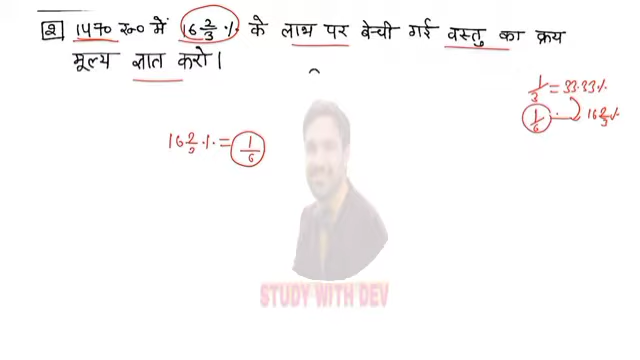 2 1470 रू० में 16 2/3 % के लाभ पर बेची गई वस्तु का क्रय
मूल्य ज्ञात करो।
1/3 = 33.33%
1/6 16 2/3 %
16 2/3 % = 1/6
STUDY WITH DEV